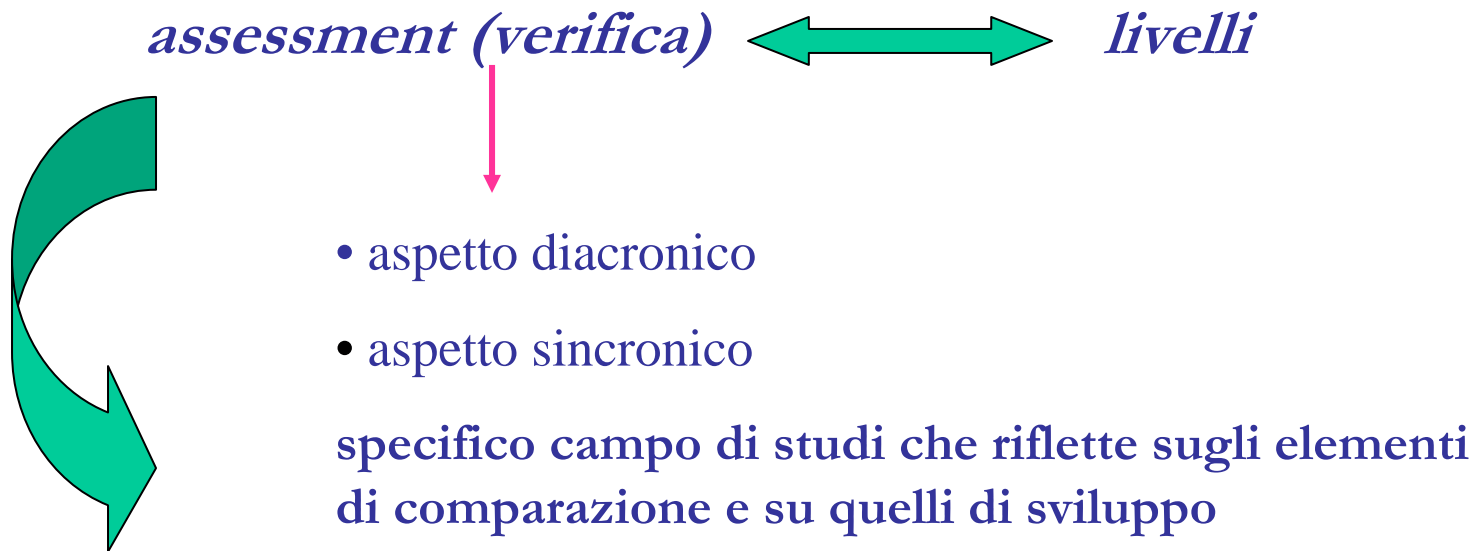 assessment (verifica) livelli
• aspetto diacronico
• aspetto sincronico
specifico campo di studi che riflette sugli elementi
di comparazione e su quelli di sviluppo